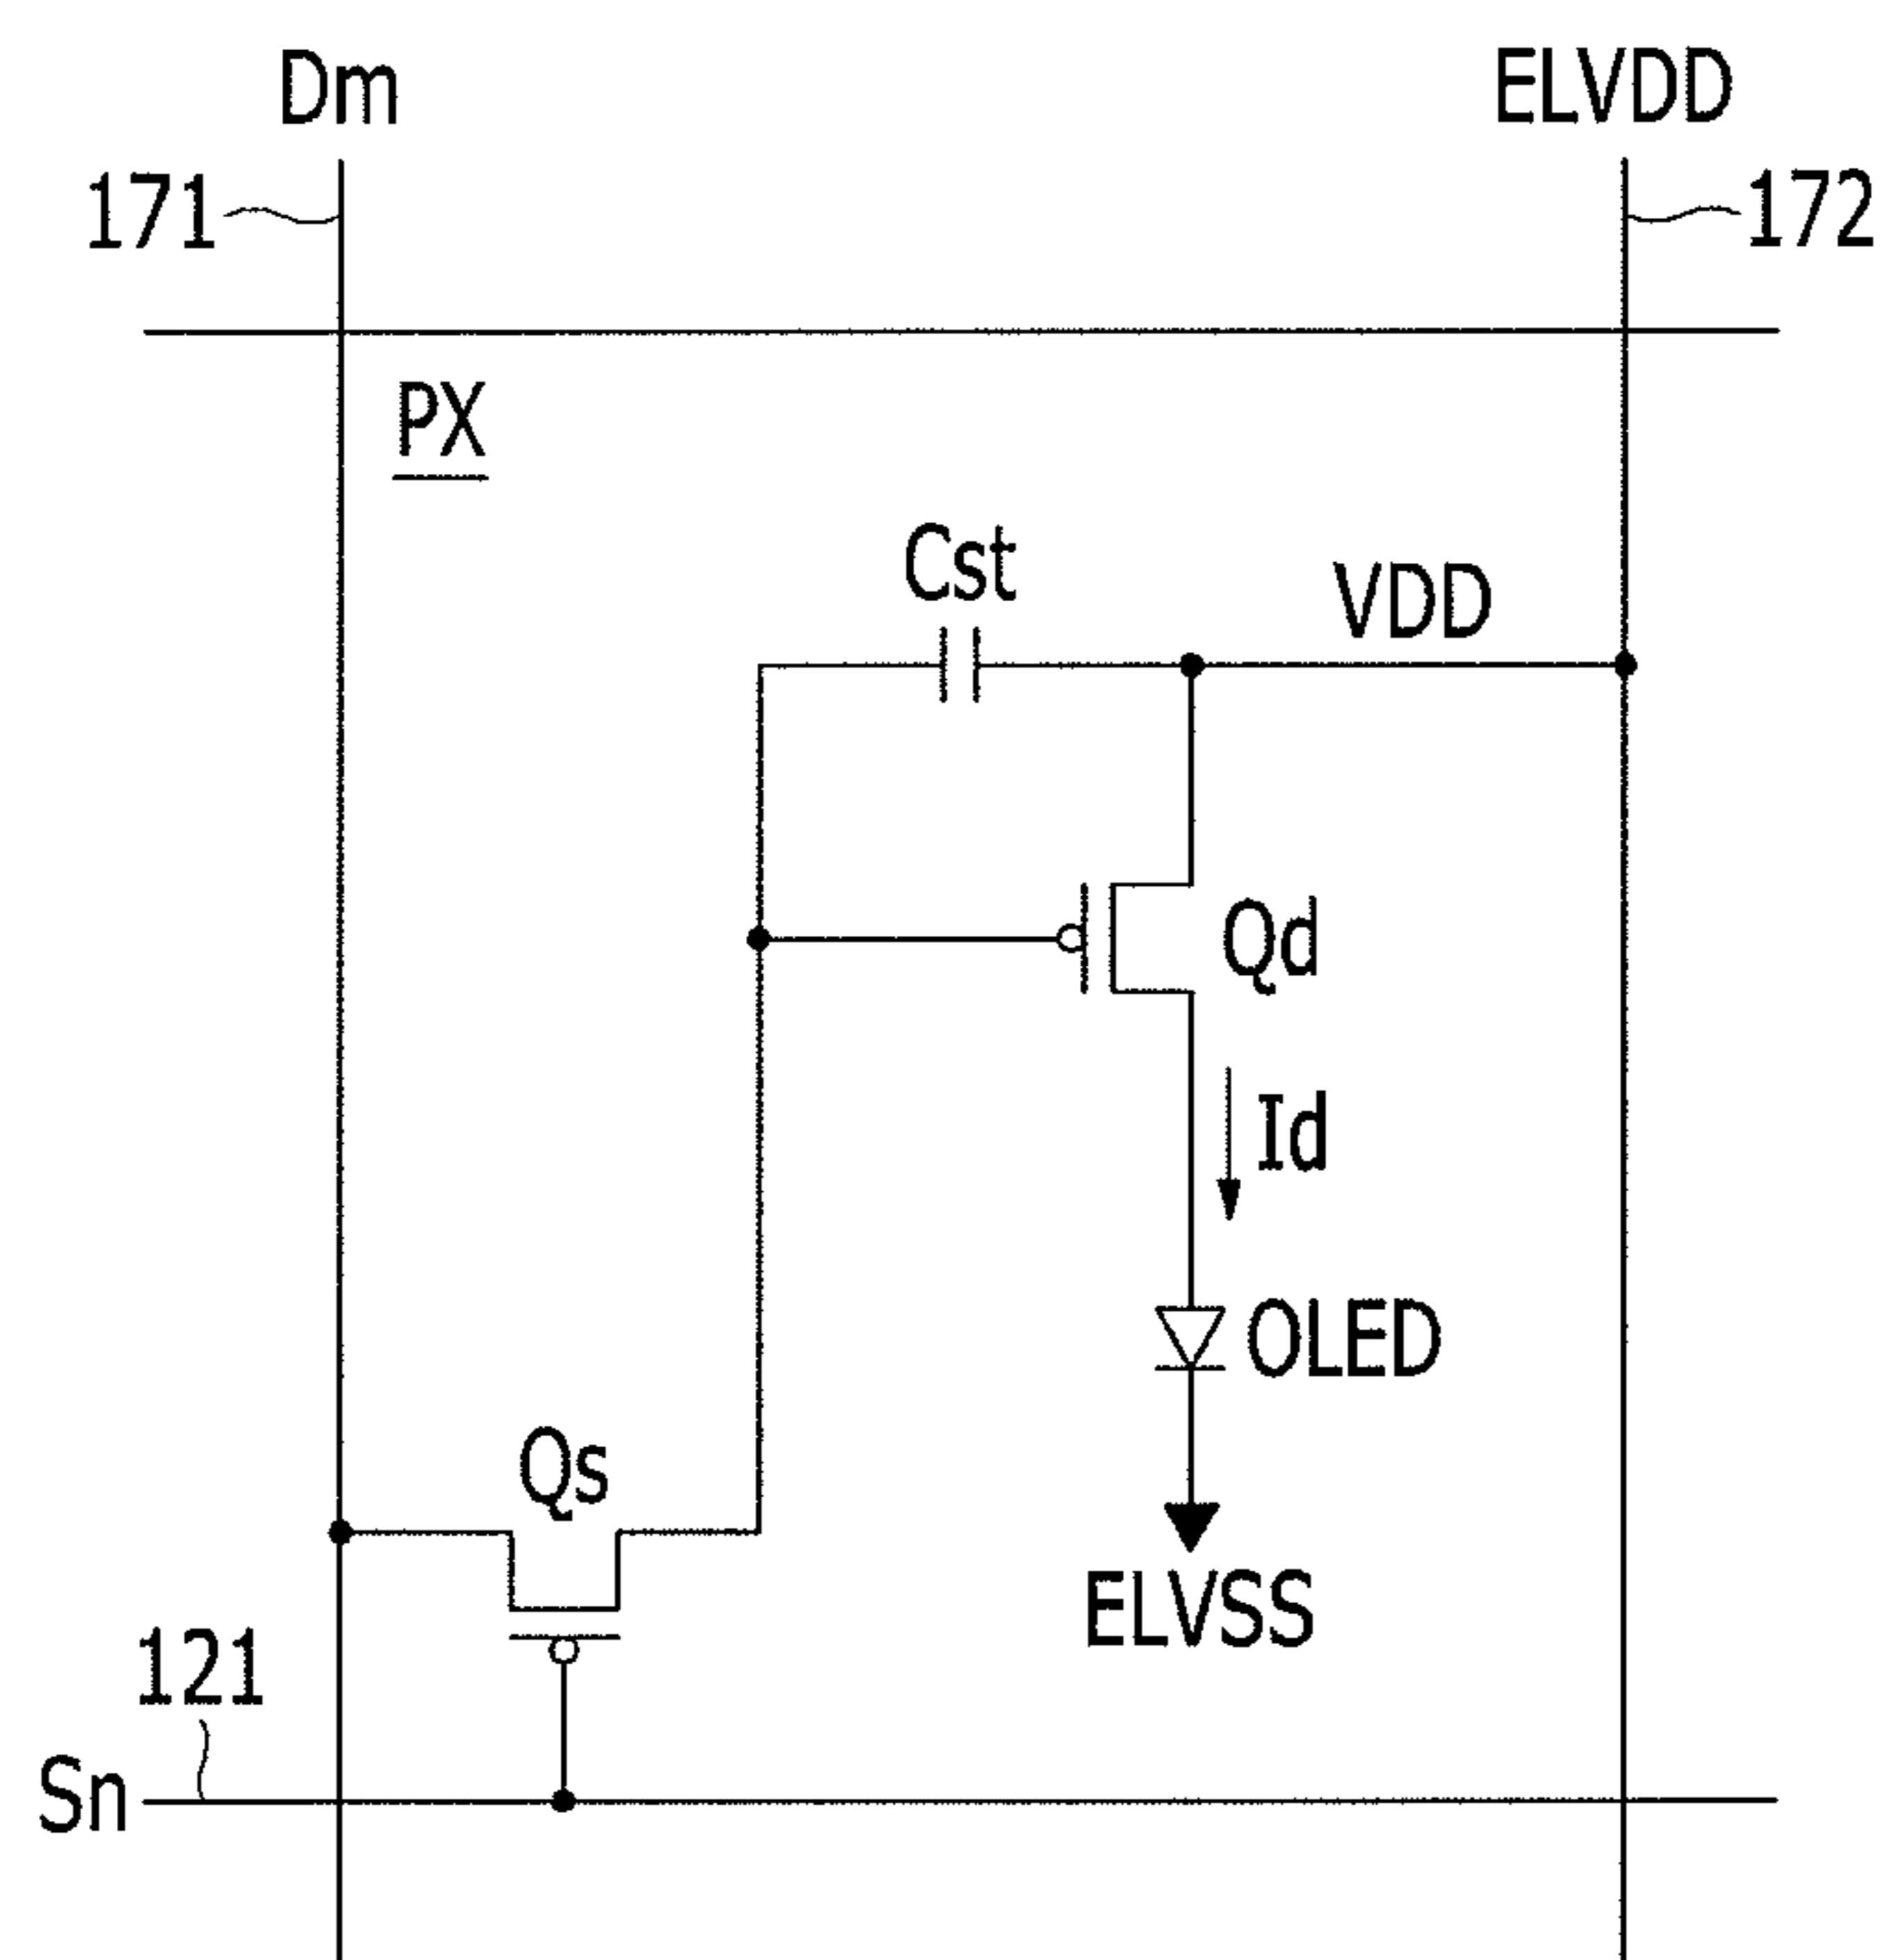 Dm
ELVDD
171
172
PX
Cst
VDD
Qd
Id
OLED
Qs
ELVSS
121
Sn